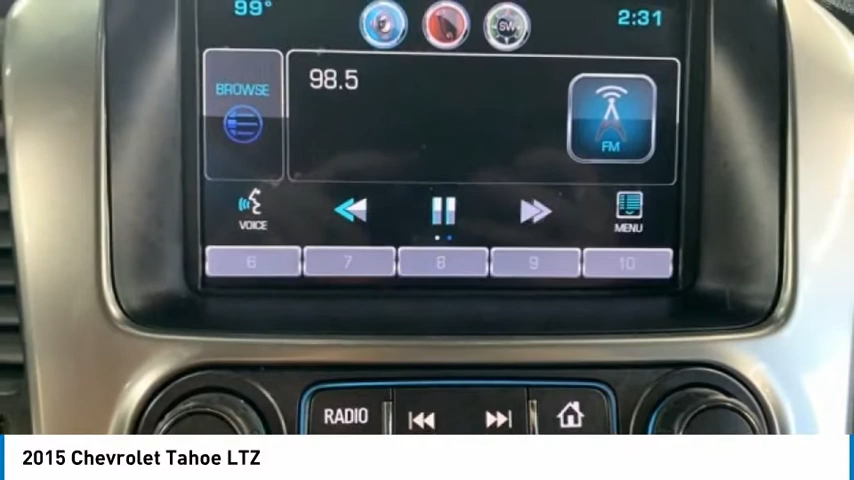 99°
2:31
SW
98.5
BROWSE
FM
VOICE
MENU
6 7 8 9 10
RADIO
2015 Chevrolet Tahoe LTZ